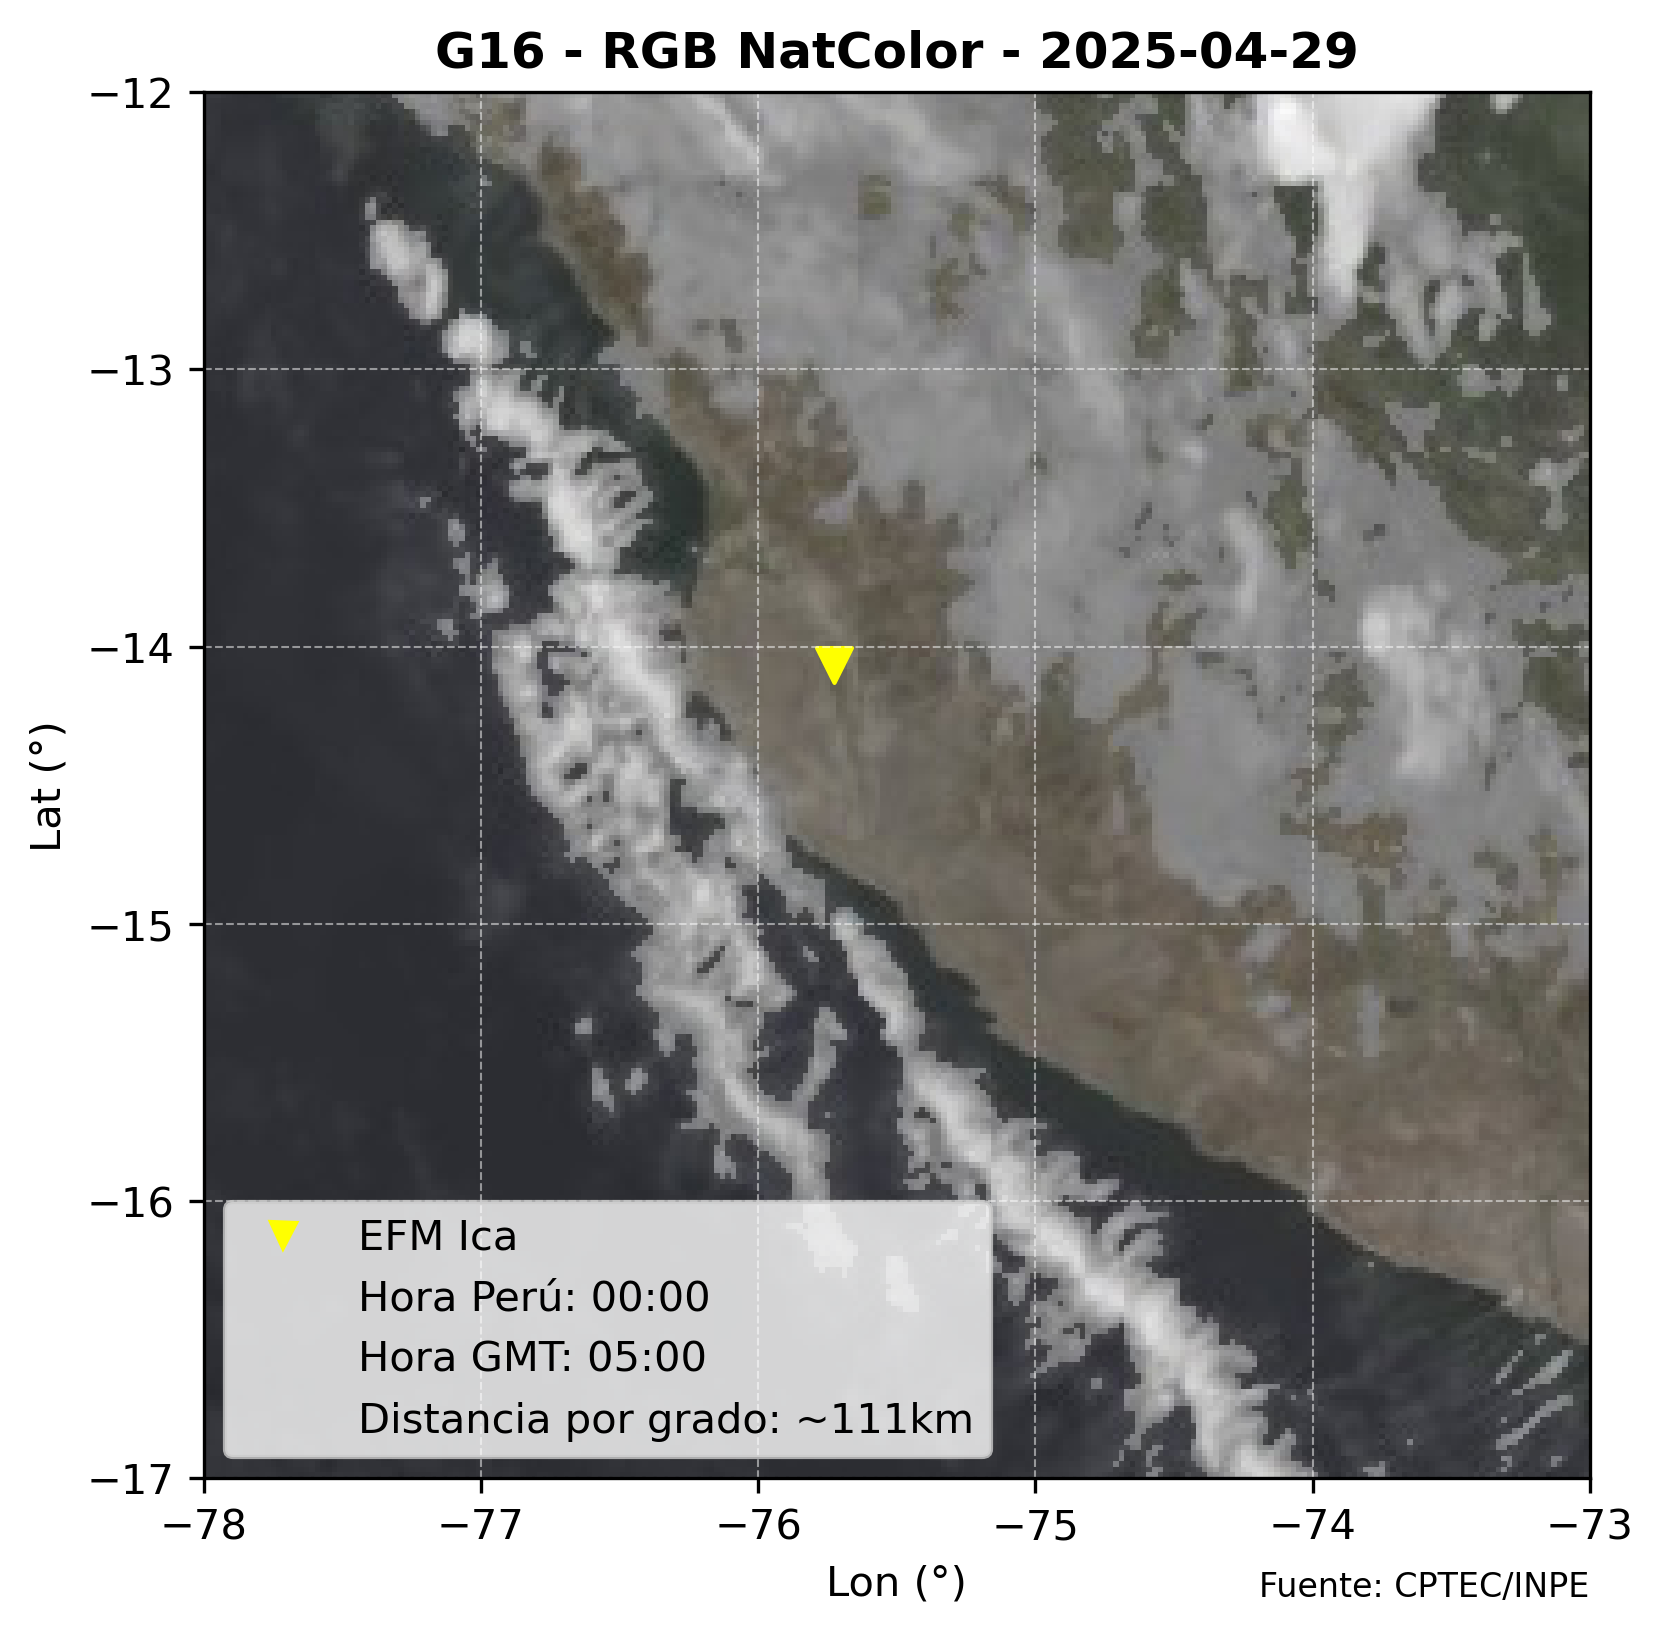 G16 - RGB NatColor - 2025-04-29
−12
−13
−14
−15
−16
−17
Lat (°)
EFM Ica
Hora Perú: 00:00
Hora GMT: 05:00
Distancia por grado: ~111km
−78 −77 −76 −75 −74 −73
Lon (°)
Fuente: CPTEC/INPE